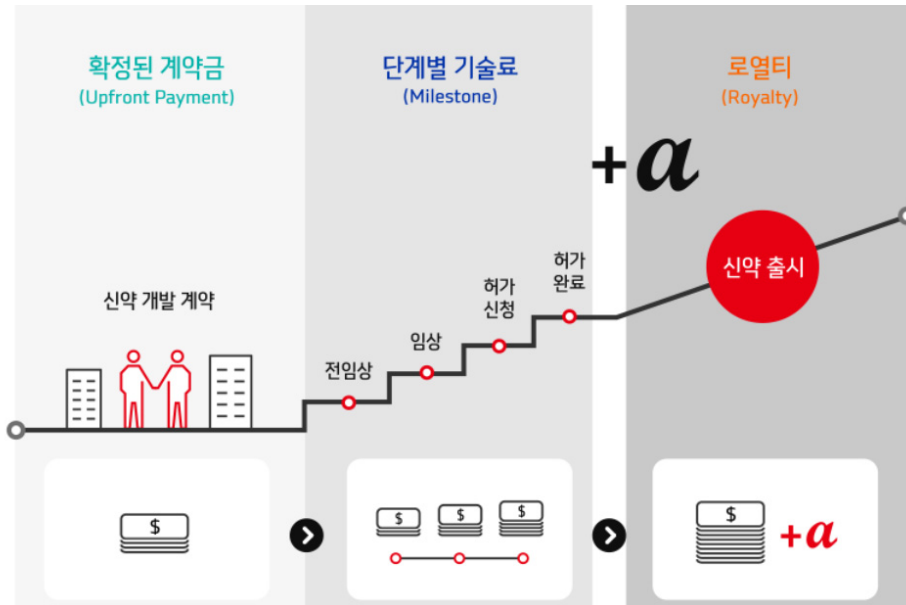 확정된 계약금
(Upfront Payment)
단계별 기술료
(Milestone)
로열티
(Royalty)
+a
신약 개발 계약
전임상
임상
허가
신청
허가
완료
신약 출시
$
$
$
$
$
+a